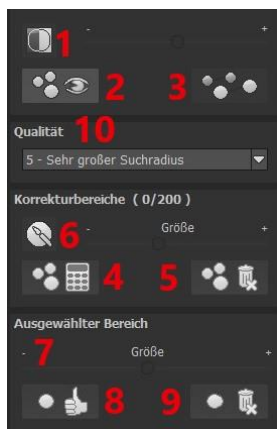 - +
1
2 3
Qualität 10
5 - Sehr großer Suchradius
Korrekturbereiche ( 0/200 )
6 - Größe +
4 5
Ausgewählter Bereich
7
- Größe +
8 9